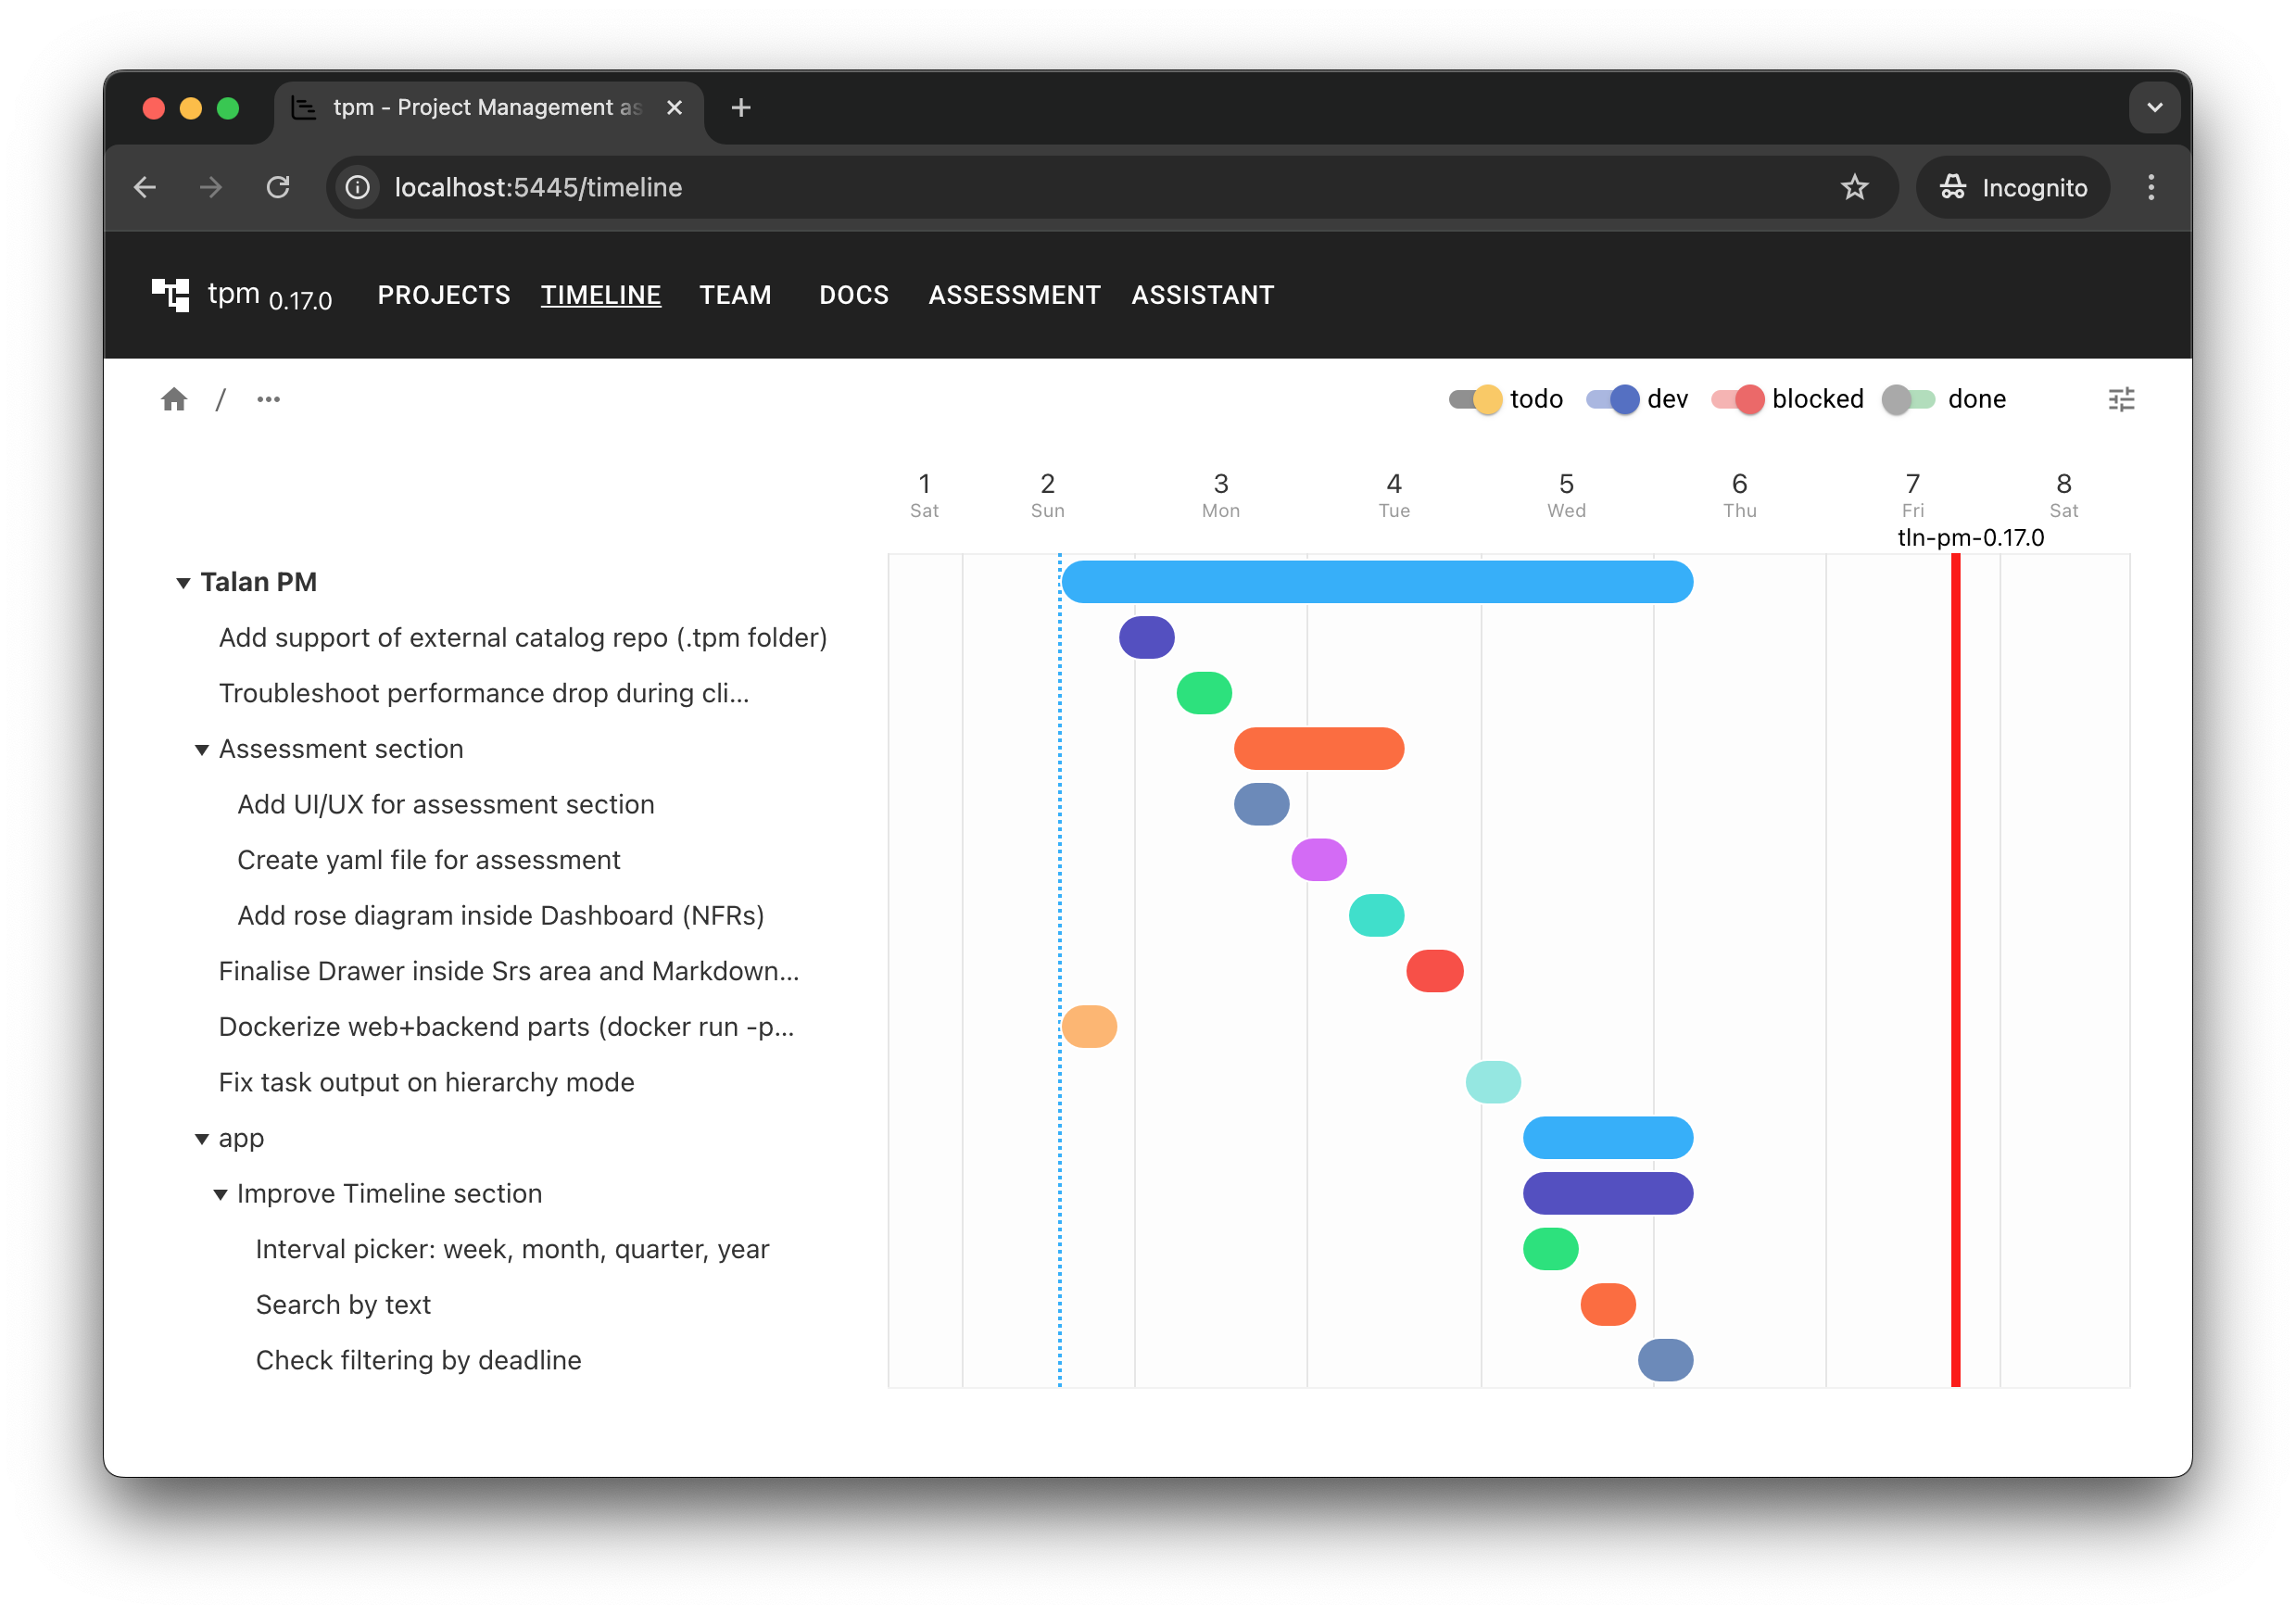 tpm - Project Management as
localhost:5445/timeline
Incognito
tpm 0.17.0 PROJECTS TIMELINE TEAM DOCS ASSESSMENT ASSISTANT
/ ...
todo dev blocked done
1 2 3 4 5 6 7 8
Sat Sun Mon Tue Wed Thu Fri Sat
tln-pm-0.17.0
Talan PM
Add support of external catalog repo (.tpm folder)
Troubleshoot performance drop during cli...
Assessment section
Add UI/UX for assessment section
Create yaml file for assessment
Add rose diagram inside Dashboard (NFRs)
Finalise Drawer inside Srs area and Markdown...
Dockerize web+backend parts (docker run -p...
Fix task output on hierarchy mode
app
Improve Timeline section
Interval picker: week, month, quarter, year
Search by text
Check filtering by deadline